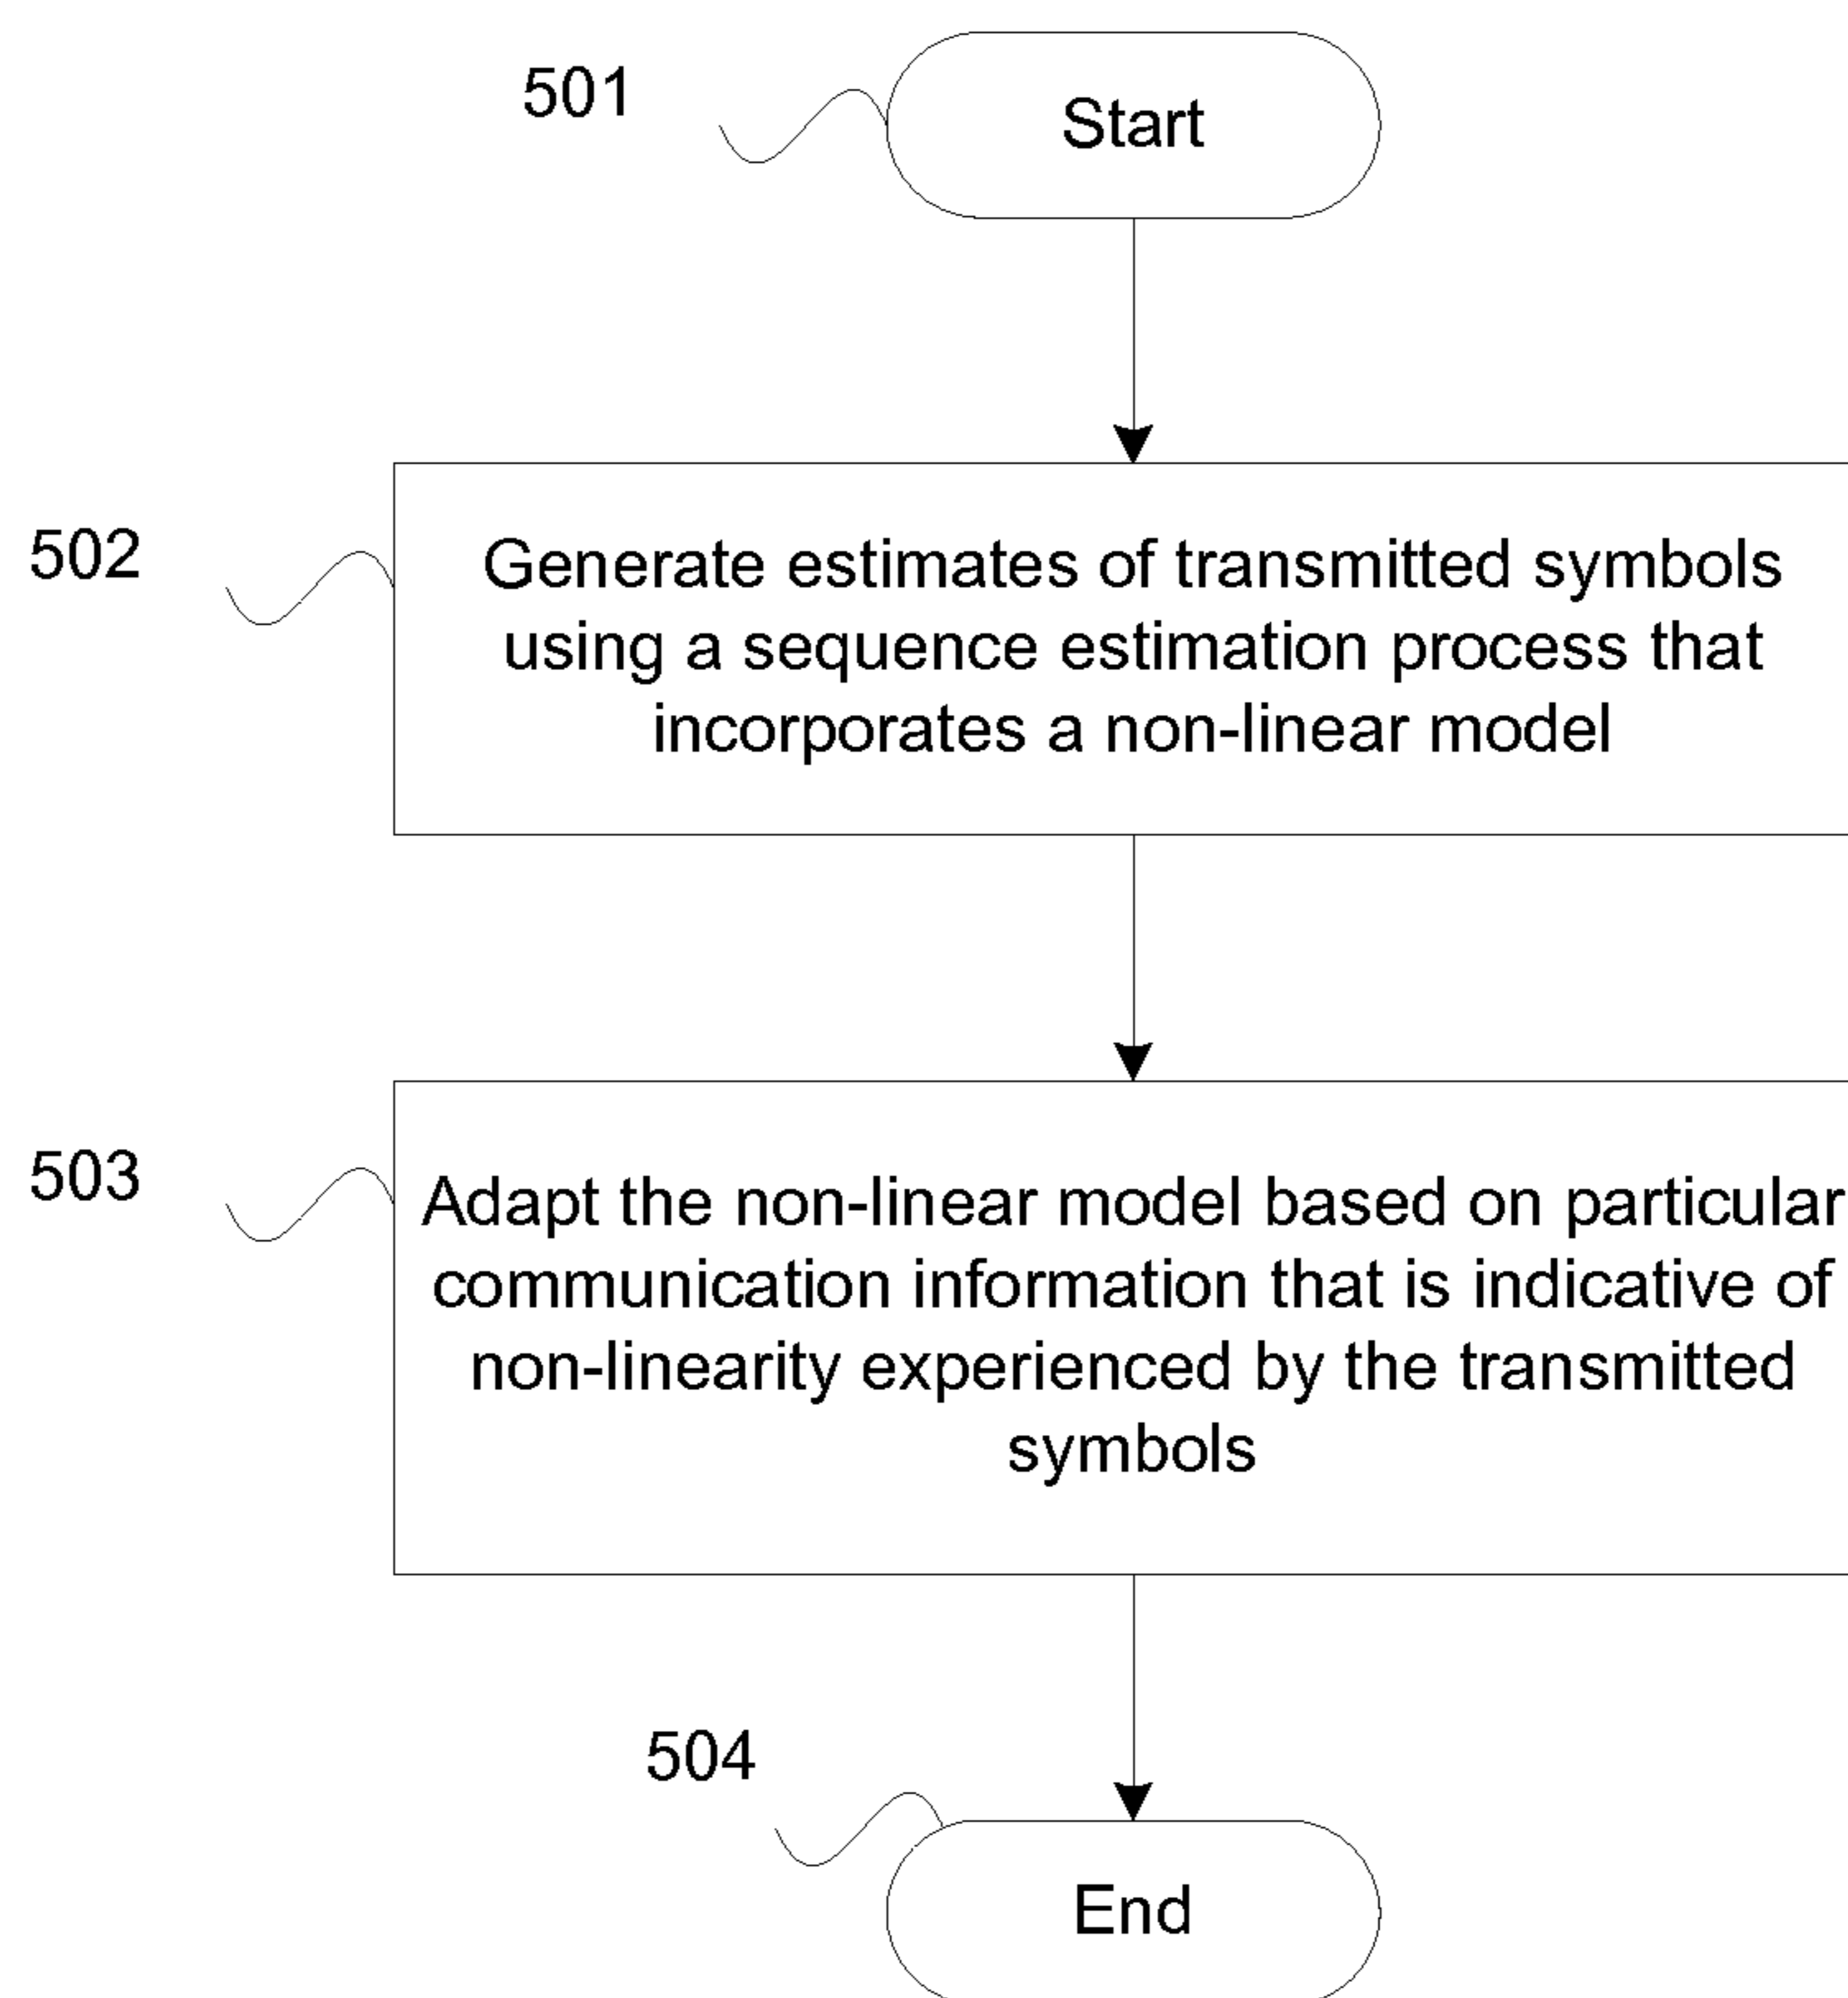 501
Start
502
Generate estimates of transmitted symbols
using a sequence estimation process that
incorporates a non-linear model
503
Adapt the non-linear model based on particular
communication information that is indicative of
non-linearity experienced by the transmitted
symbols
504
End